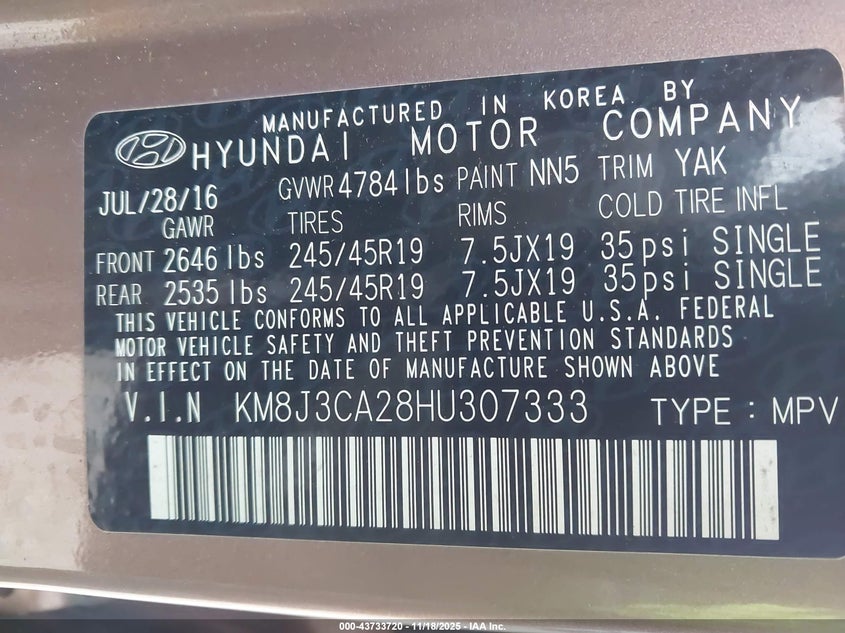 MANUFACTURED IN KOREA BY
HYUNDAI MOTOR COMPANY
JUL/28/16 GVWR 4784 lbs PAINT NN5 TRIM YAK
GAWR TIRES RIMS COLD TIRE INFL
FRONT 2646 lbs 245/45R19 7.5JX19 35psi SINGLE
REAR 2535 lbs 245/45R19 7.5JX19 35psi SINGLE
THIS VEHICLE CONFORMS TO ALL APPLICABLE U.S.A. FEDERAL
MOTOR VEHICLE SAFETY AND THEFT PREVENTION STANDARDS
IN EFFECT ON THE DATE OF MANUFACTURE SHOWN ABOVE
V.I.N KM8J3CA28HU307333 TYPE : MPV
000-43733720 — 11/18/2025 - IAA Inc.